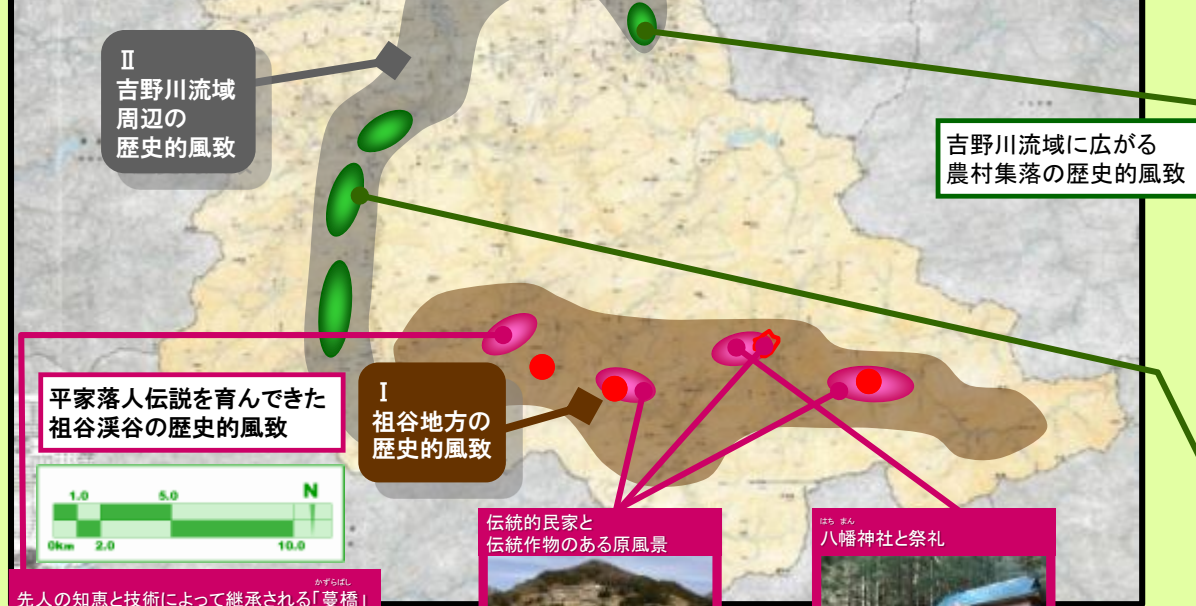 Ⅱ
吉野川流域
周辺の
歴史的風致
吉野川流域に広がる
農村集落の歴史的風致
平家落人伝説を育んできた
祖谷渓谷の歴史的風致
Ⅰ
祖谷地方の
歴史的風致
1.0 5.0 N
0km 2.0 10.0
伝統的民家と
伝統作物のある原風景
はち まん
八幡神社と祭礼
かずらばし
先人の知恵と技術によって継承される「蔓橋」